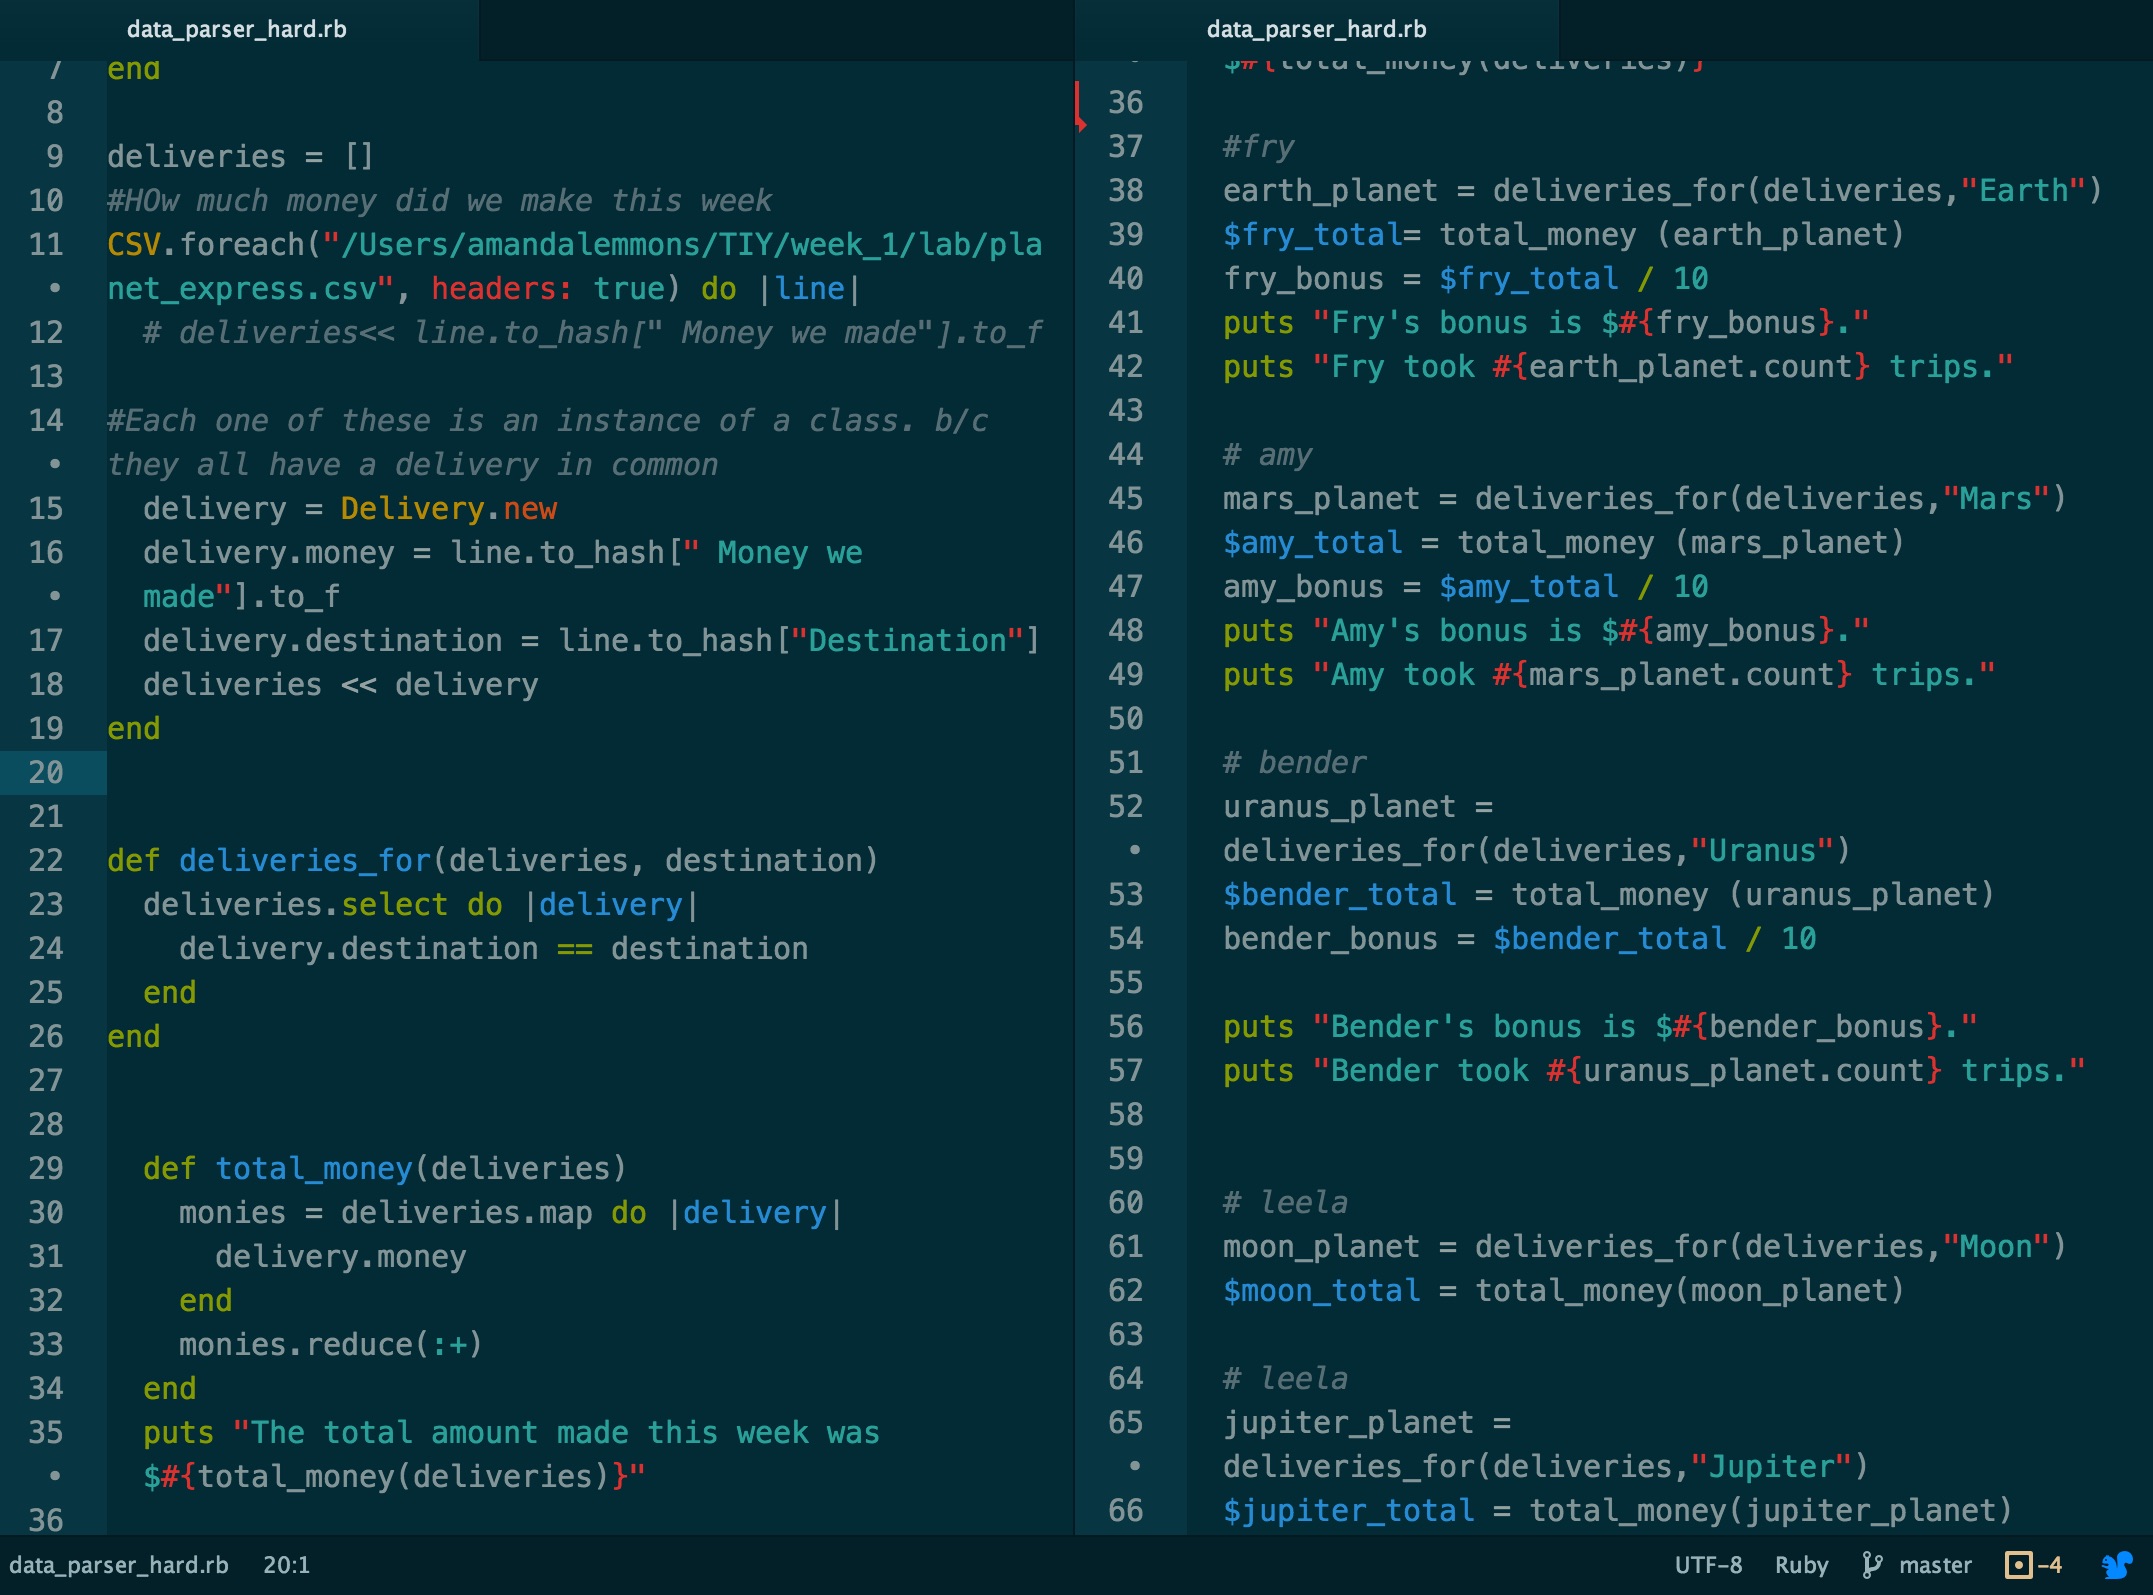 data_parser_hard.rb
7 end
8
9 deliveries = []
10 #HOw much money did we make this week
11 CSV.foreach("/Users/amandalemmons/TIY/week_1/lab/pla
• net_express.csv", headers: true) do |line|
12 # deliveries<< line.to_hash[" Money we made"].to_f
13
14 #Each one of these is an instance of a class. b/c
• they all have a delivery in common
15 delivery = Delivery.new
16 delivery.money = line.to_hash[" Money we
• made"].to_f
17 delivery.destination = line.to_hash["Destination"]
18 deliveries << delivery
19 end
20
21
22 def deliveries_for(deliveries, destination)
23 deliveries.select do |delivery|
24 delivery.destination == destination
25 end
26 end
27
28
29 def total_money(deliveries)
30 monies = deliveries.map do |delivery|
31 delivery.money
32 end
33 monies.reduce(:+)
34 end
35 puts "The total amount made this week was
• $#{total_money(deliveries)}"
36
data_parser_hard.rb
• $#{total_money(deliveries)}
36
37 #fry
38 earth_planet = deliveries_for(deliveries,"Earth")
39 $fry_total= total_money (earth_planet)
40 fry_bonus = $fry_total / 10
41 puts "Fry's bonus is $#{fry_bonus}."
42 puts "Fry took #{earth_planet.count} trips."
43
44 # amy
45 mars_planet = deliveries_for(deliveries,"Mars")
46 $amy_total = total_money (mars_planet)
47 amy_bonus = $amy_total / 10
48 puts "Amy's bonus is $#{amy_bonus}."
49 puts "Amy took #{mars_planet.count} trips."
50
51 # bender
52 uranus_planet =
• deliveries_for(deliveries,"Uranus")
53 $bender_total = total_money (uranus_planet)
54 bender_bonus = $bender_total / 10
55
56 puts "Bender's bonus is $#{bender_bonus}."
57 puts "Bender took #{uranus_planet.count} trips."
58
59
60 # leela
61 moon_planet = deliveries_for(deliveries,"Moon")
62 $moon_total = total_money(moon_planet)
63
64 # leela
65 jupiter_planet =
• deliveries_for(deliveries,"Jupiter")
66 $jupiter_total = total_money(jupiter_planet)
data_parser_hard.rb 20:1 UTF-8 Ruby master -4